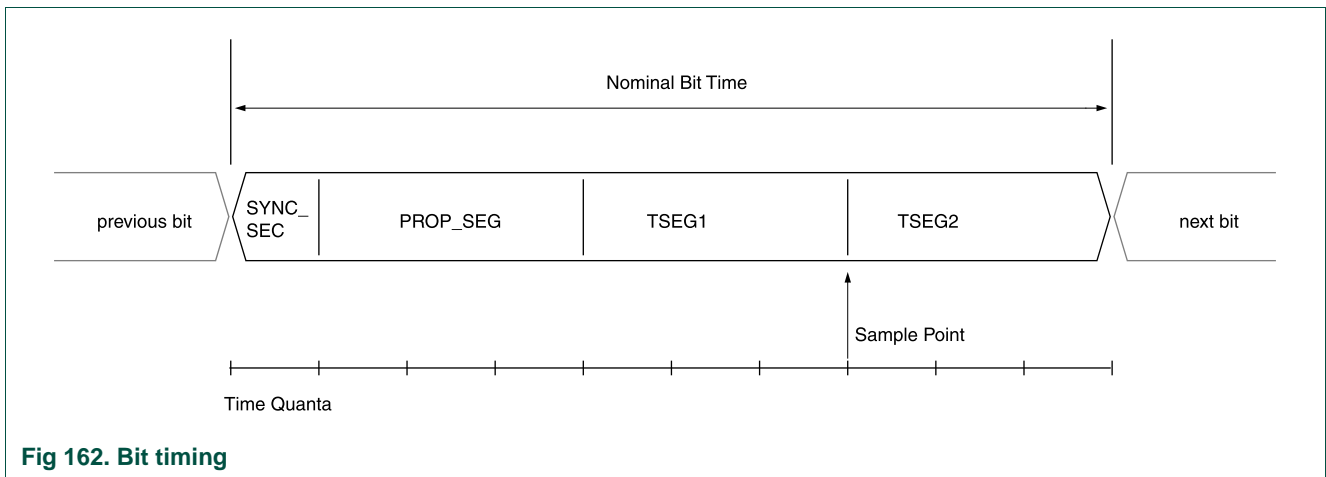 Nominal Bit Time
previous bit
SYNC_
SEC
PROP_SEG
TSEG1
TSEG2
next bit
Sample Point
Time Quanta
Fig 162. Bit timing